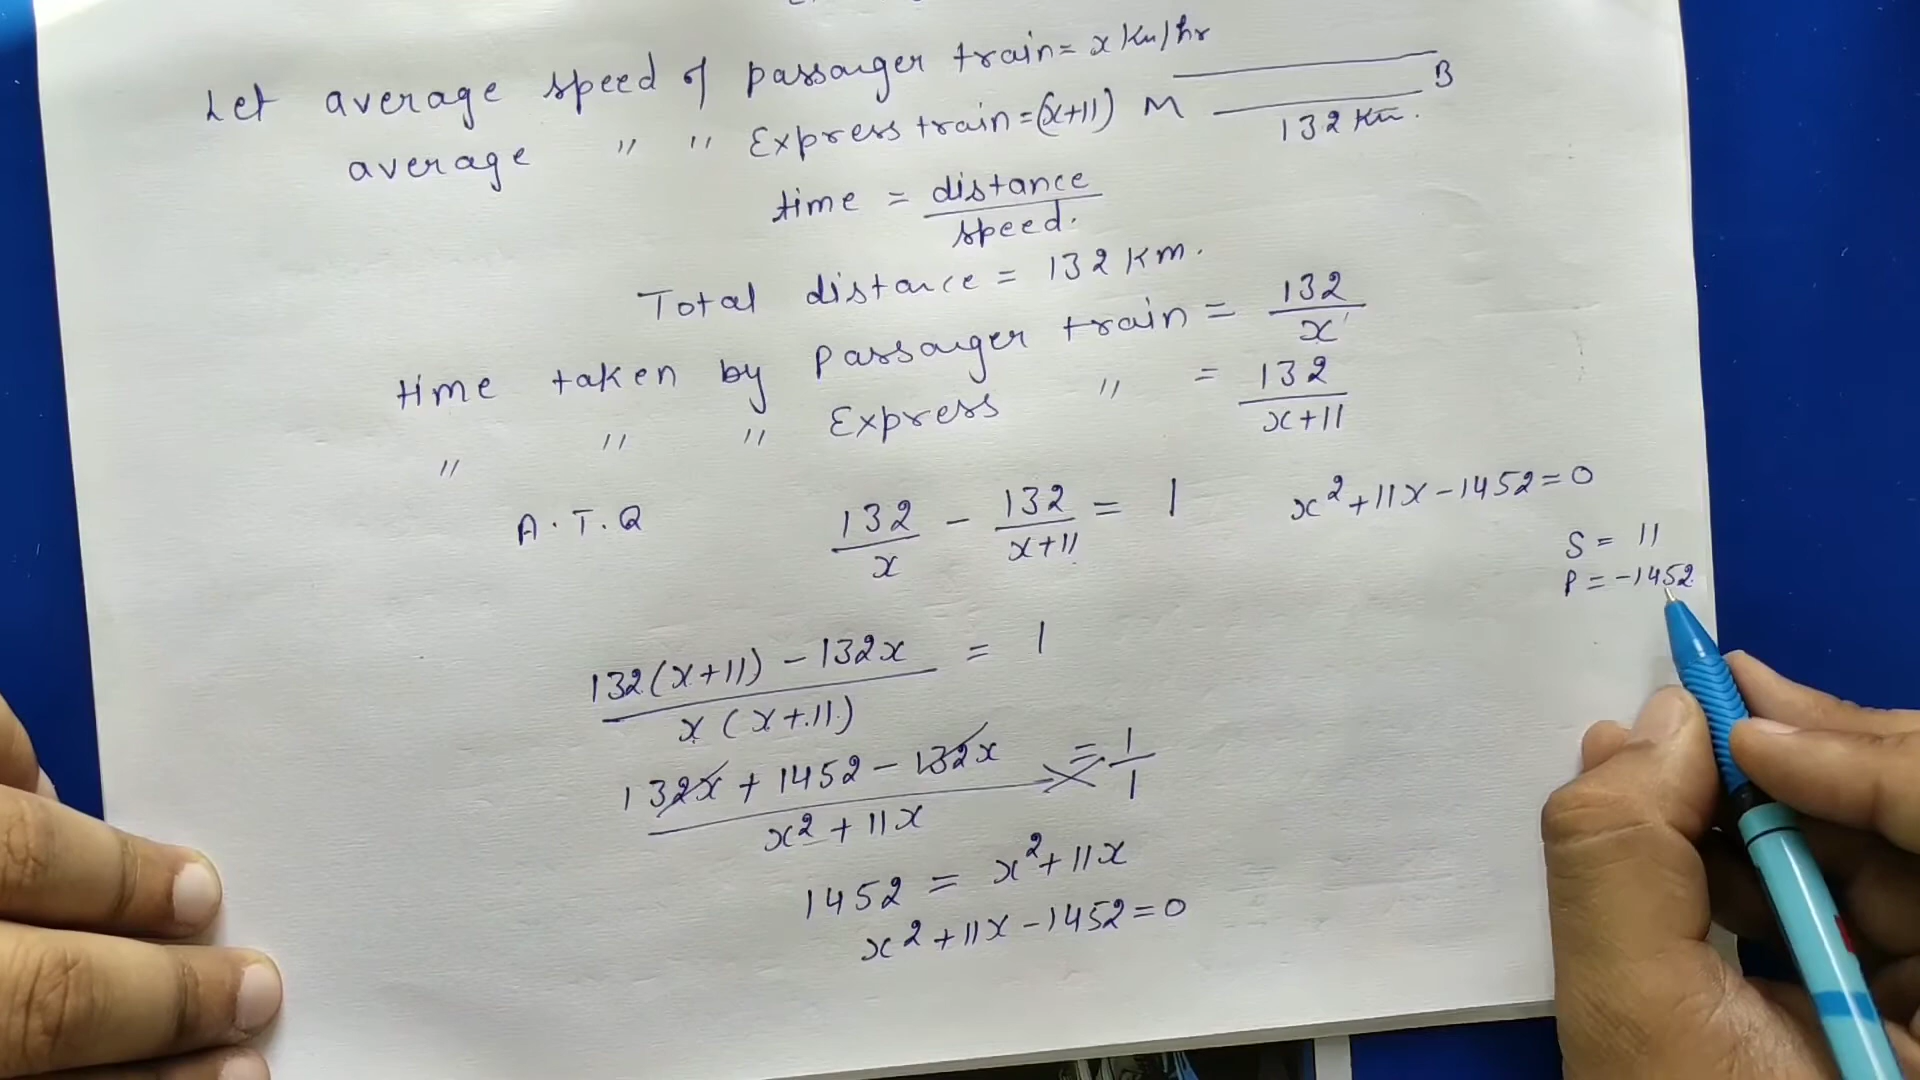 Let average speed of passanger train = x Km/hr
average " " Express train = (x+11) M B
132 Km.
time = distance / speed.
Total distance = 132 Km.
time taken by Passanger train = 132 / x
" " " Express " = 132 / x+11
A.T.Q 132/x - 132/x+11 = 1 x² + 11x - 1452 = 0
S = 11
P = -1452
132(x+11) - 132x / x(x+11) = 1
132x + 1452 - 132x / x² + 11x = 1/1
1452 = x² + 11x
x² + 11x - 1452 = 0